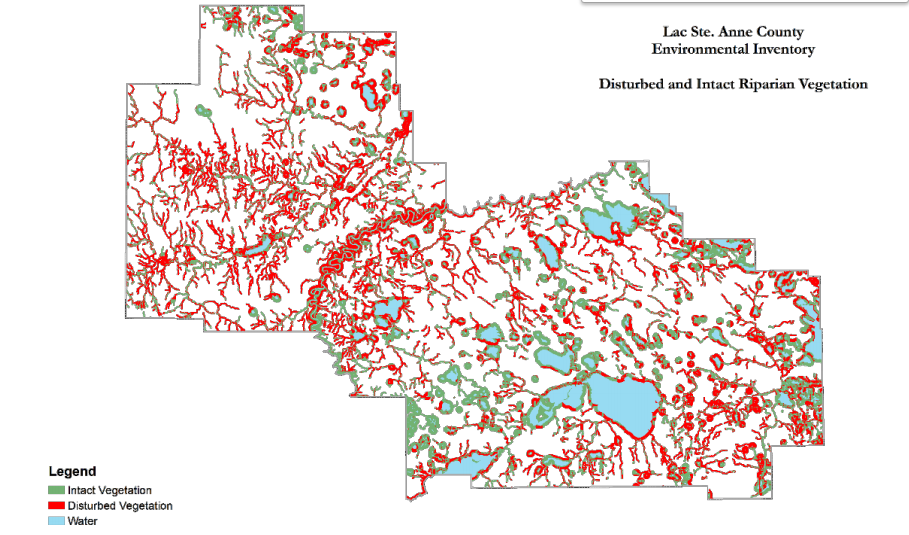 Lac Ste. Anne County
Environmental Inventory
Disturbed and Intact Riparian Vegetation
Legend
Intact Vegetation
Disturbed Vegetation
Water